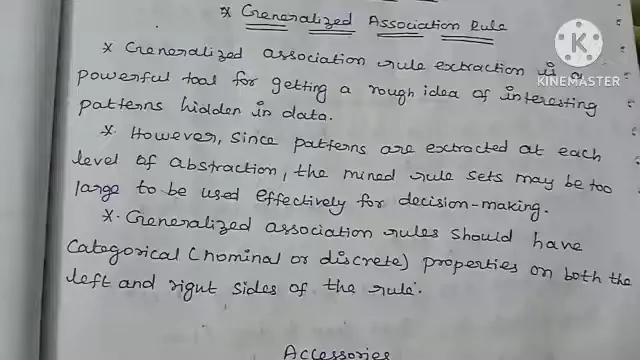 * Generalized Association Rule
KINEMASTER
* Generalized association rule extraction is a
powerful tool for getting a rough idea of interesting
patterns hidden in data.
* However, since patterns are extracted at each
level of abstraction, the mined rule sets may be too
large to be used effectively for decision-making.
* Generalized association rules should have
categorical (nominal or discrete) properties on both the
left and right sides of the rule.
Accessories